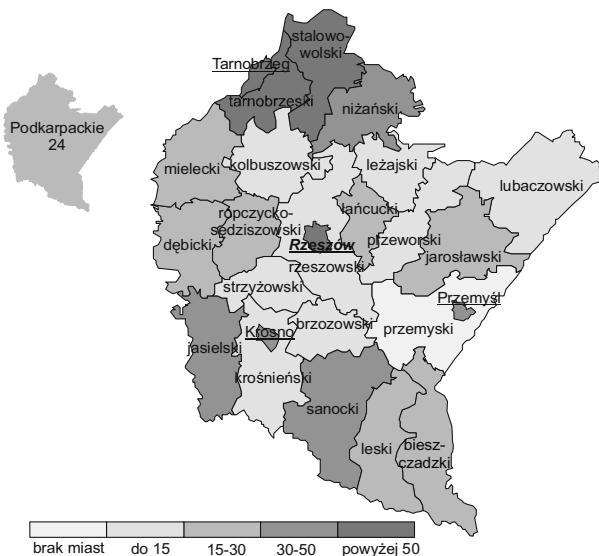 stalowo-
wolski
Tarnobrzeg
tarnobrzeski
niżański
Podkarpackie
24
mielecki
kolbuszowski
leżajski
lubaczowski
ropczycko-
sędziszowski
łańcucki
dębicki
Rzeszów
przeworski
jarosławski
rzeszowski
strzyżowski
Przemyśl
Krosno
brzozowski
przemyski
jasielski
krośnieński
sanocki
leski
biesz-
czadzki
brak miast do 15 15-30 30-50 powyżej 50